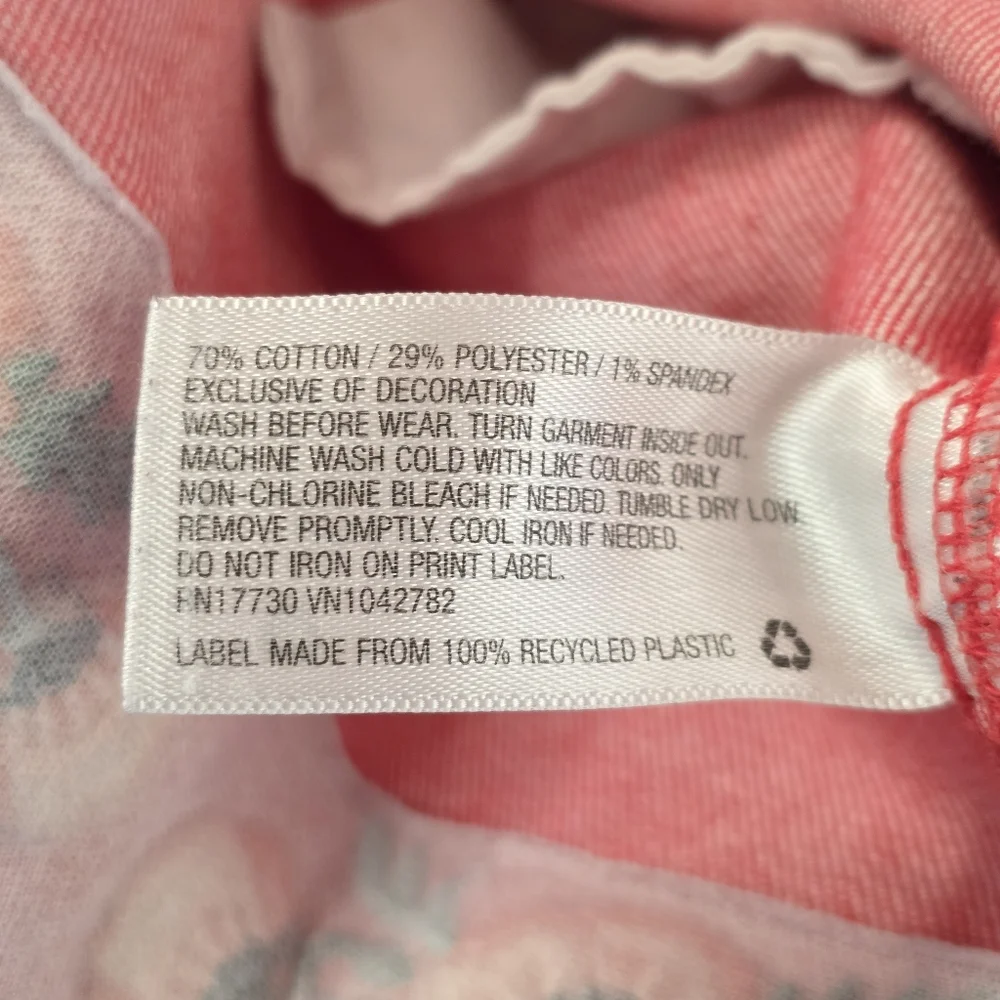 70% COTTON / 29% POLYESTER / 1% SPANDEX
EXCLUSIVE OF DECORATION
WASH BEFORE WEAR. TURN GARMENT INSIDE OUT.
MACHINE WASH COLD WITH LIKE COLORS. ONLY
NON-CHLORINE BLEACH IF NEEDED. TUMBLE DRY LOW.
REMOVE PROMPTLY. COOL IRON IF NEEDED.
DO NOT IRON ON PRINT LABEL.
RN17730 VN1042782
LABEL MADE FROM 100% RECYCLED PLASTIC